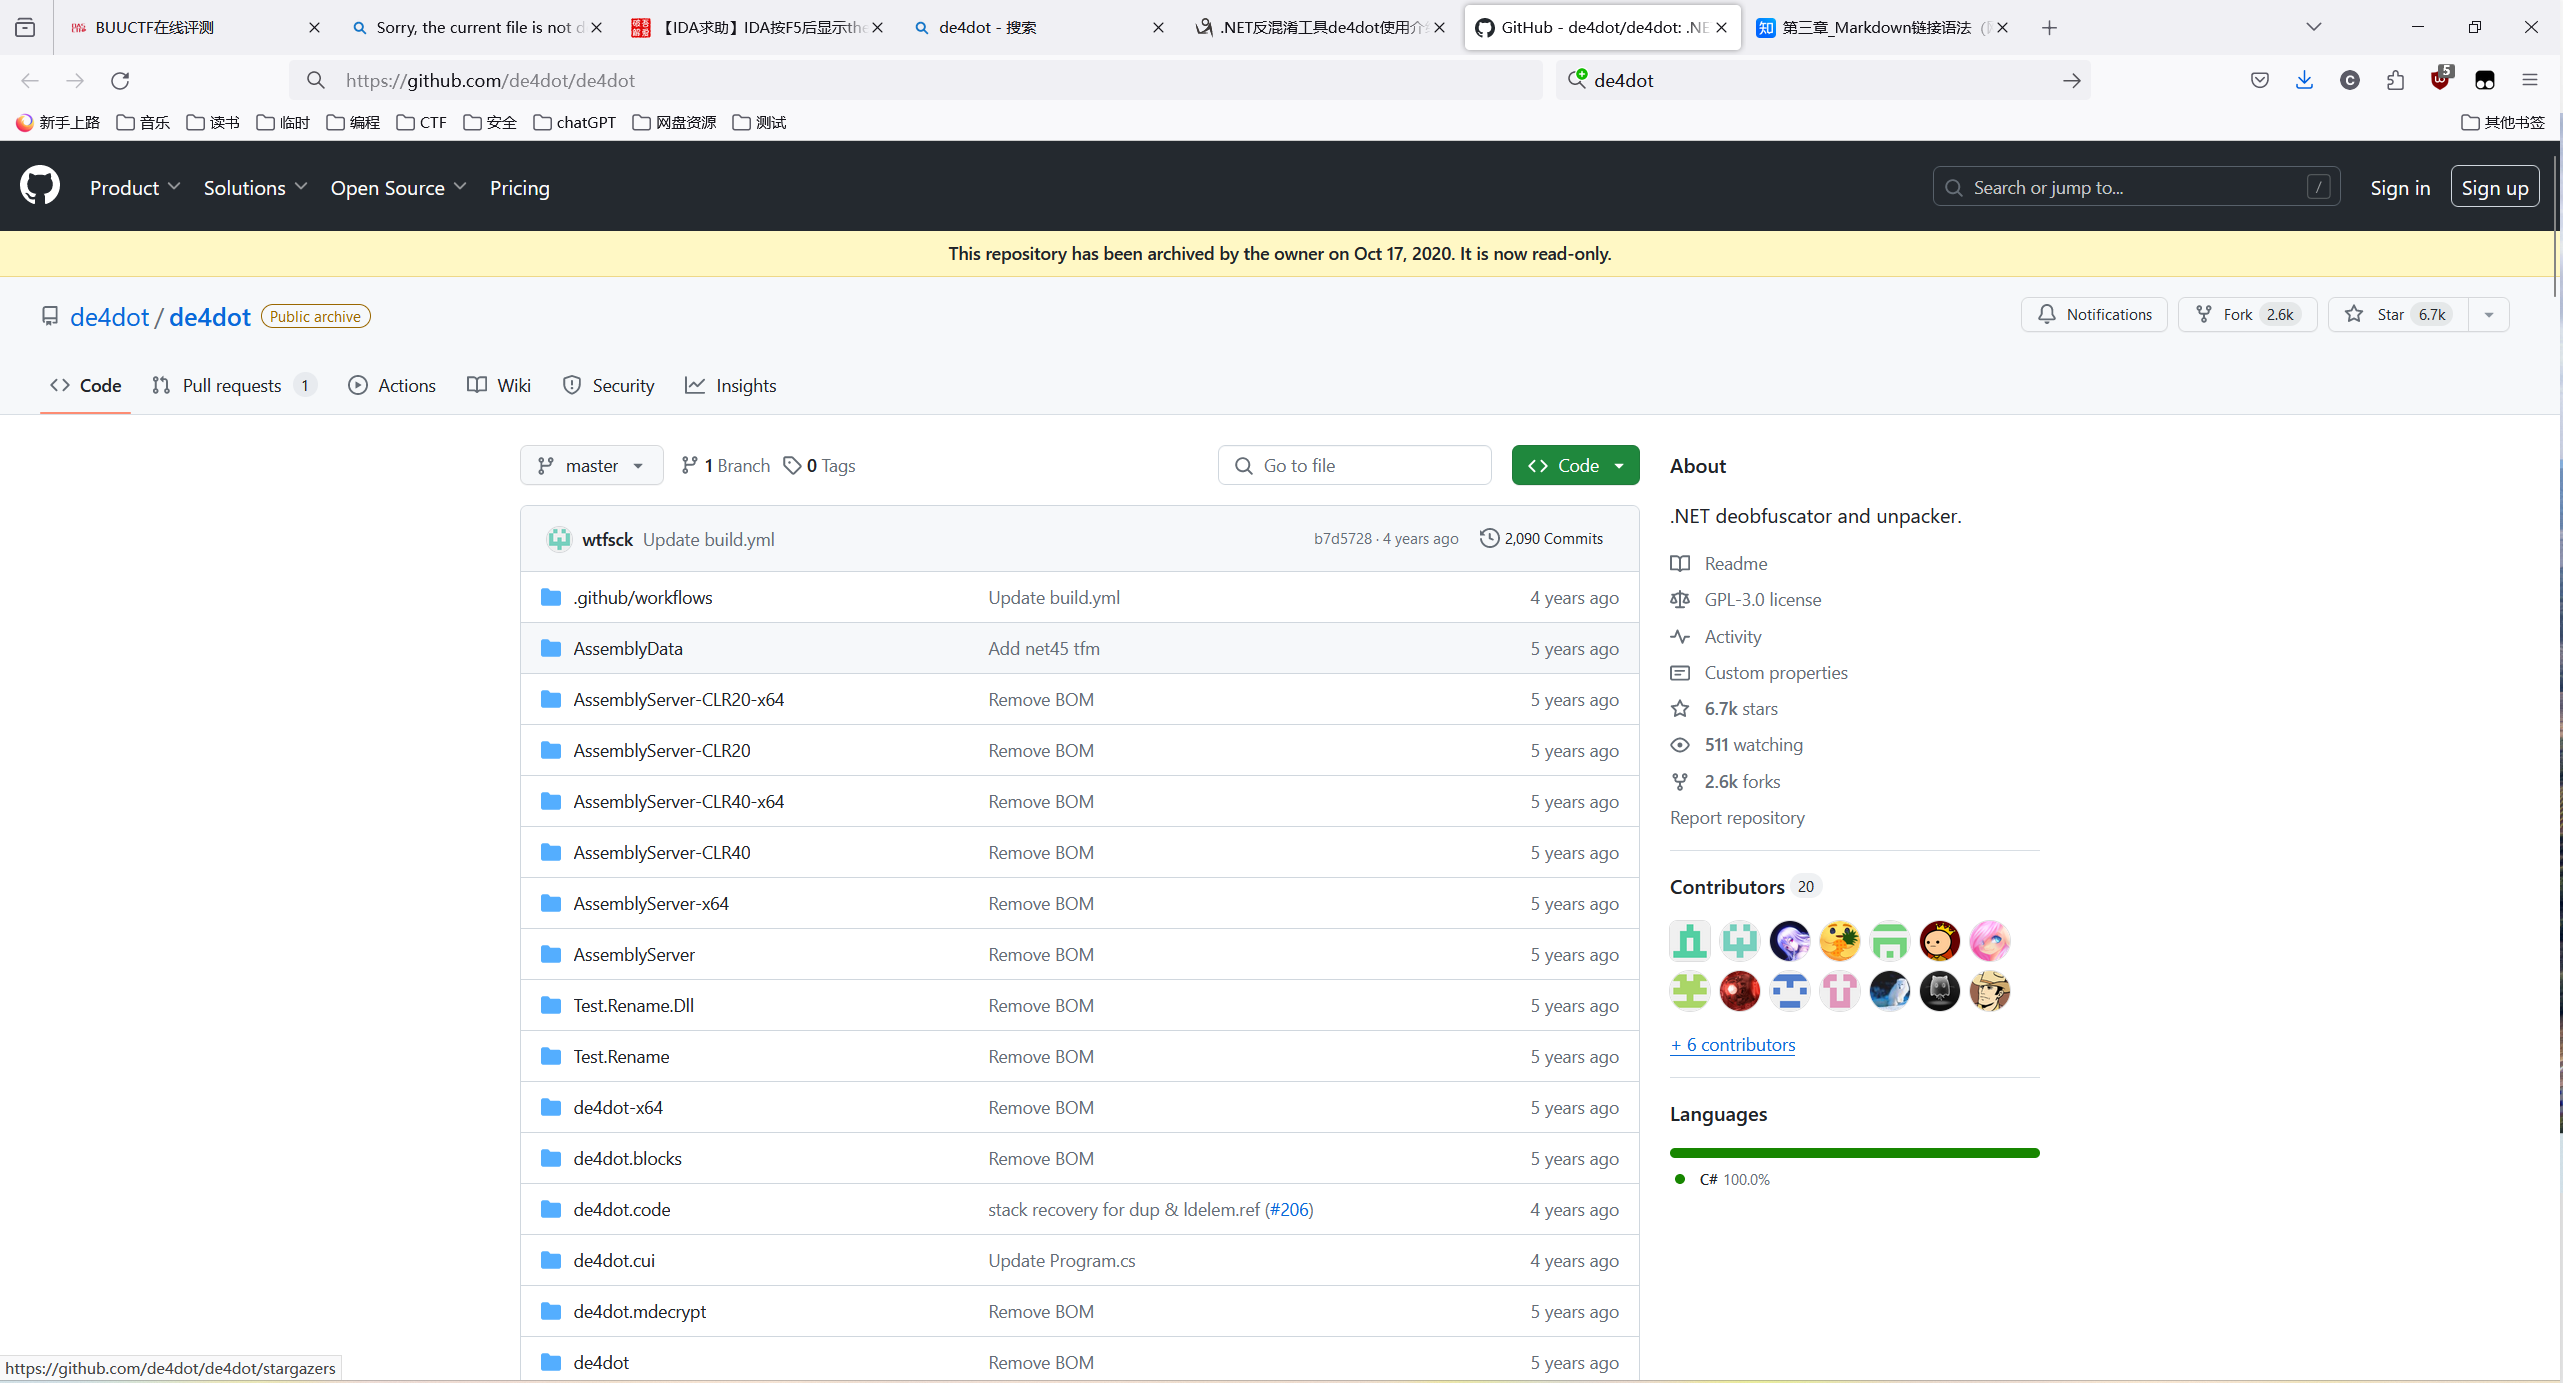 BUUCTF在线评测
Sorry, the current file is not d
【IDA求助】IDA按F5后显示the
de4dot - 搜索
.NET反混淆工具de4dot使用介绍
GitHub - de4dot/de4dot: .NE
第三章_Markdown链接语法
https://github.com/de4dot/de4dot
de4dot
5
新手上路 音乐 读书 临时 编程 CTF 安全 chatGPT 网盘资源 测试 其他书签
Product Solutions Open Source Pricing
Search or jump to... /
Sign in
Sign up
This repository has been archived by the owner on Oct 17, 2020. It is now read-only.
de4dot / de4dot Public archive
Notifications
Fork 2.6k
Star 6.7k
Code Pull requests 1 Actions Wiki Security Insights
master 1 Branch 0 Tags
Go to file
Code
wtfsck Update build.yml b7d5728 · 4 years ago 2,090 Commits
.github/workflows Update build.yml 4 years ago
AssemblyData Add net45 tfm 5 years ago
AssemblyServer-CLR20-x64 Remove BOM 5 years ago
AssemblyServer-CLR20 Remove BOM 5 years ago
AssemblyServer-CLR40-x64 Remove BOM 5 years ago
AssemblyServer-CLR40 Remove BOM 5 years ago
AssemblyServer-x64 Remove BOM 5 years ago
AssemblyServer Remove BOM 5 years ago
Test.Rename.Dll Remove BOM 5 years ago
Test.Rename Remove BOM 5 years ago
de4dot-x64 Remove BOM 5 years ago
de4dot.blocks Remove BOM 5 years ago
de4dot.code stack recovery for dup & ldelem.ref (#206) 4 years ago
de4dot.cui Update Program.cs 4 years ago
de4dot.mdecrypt Remove BOM 5 years ago
de4dot Remove BOM 5 years ago
About
.NET deobfuscator and unpacker.
Readme
GPL-3.0 license
Activity
Custom properties
6.7k stars
511 watching
2.6k forks
Report repository
Contributors 20
+ 6 contributors
Languages
C# 100.0%
https://github.com/de4dot/de4dot/stargazers